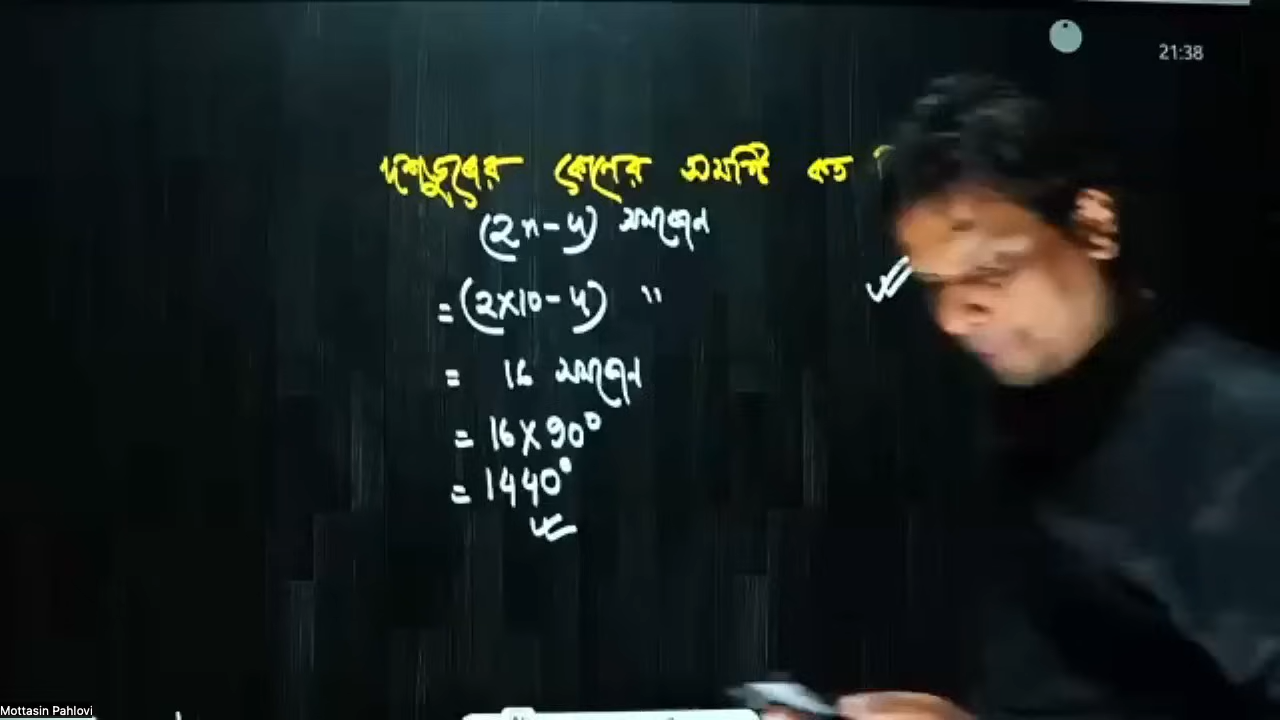 21:38
দশভুজের কোণের সমষ্টি কত
(2n-4) সমকোণ
= (2×10-4) "
= 16 সমকোণ
= 16×90°
= 1440°
Mottasin Pahlovi